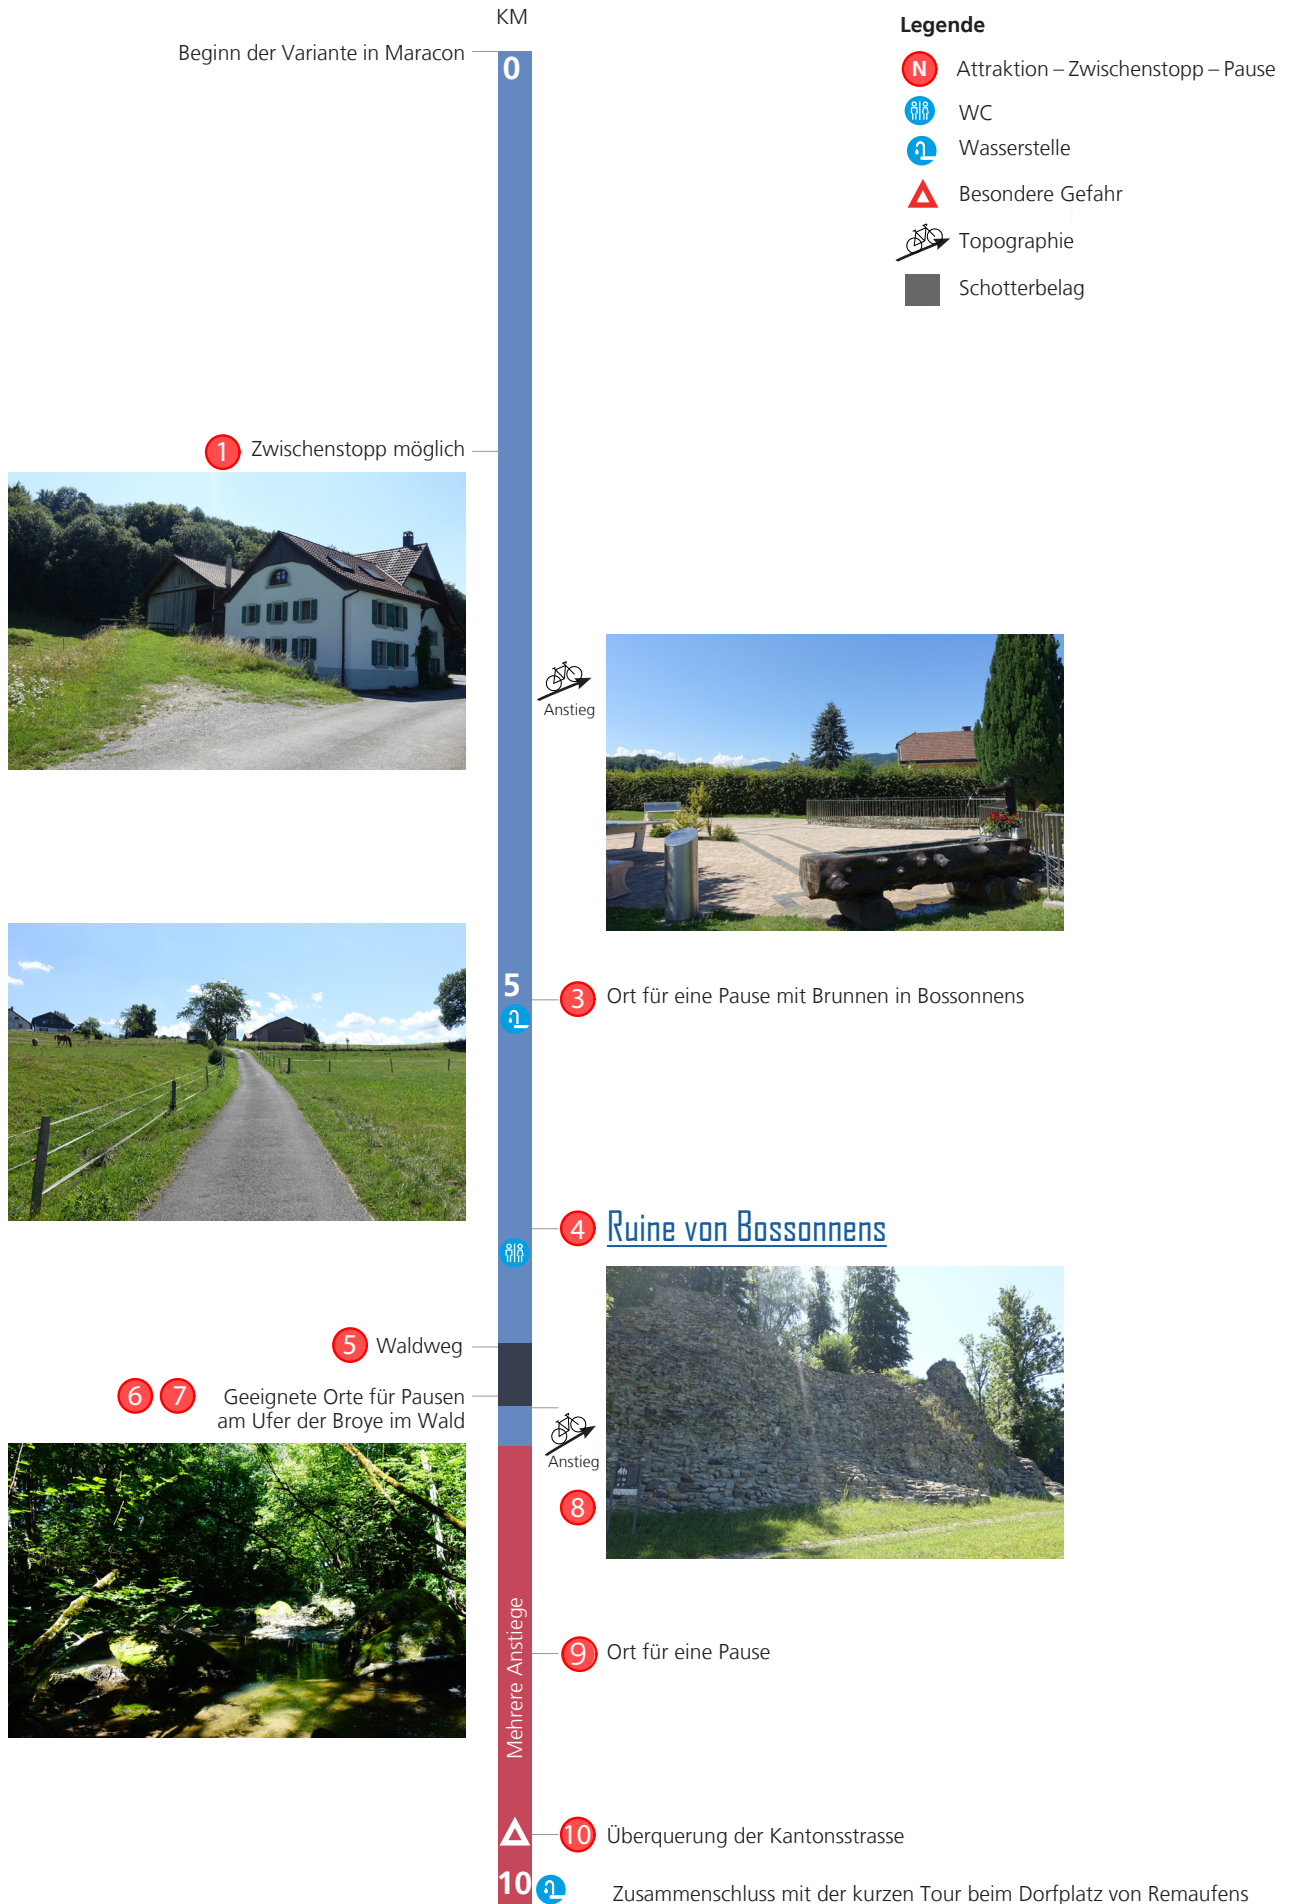 KM
Legende
Beginn der Variante in Maracon
0
N Attraktion – Zwischenstopp – Pause
WC
Wasserstelle
Besondere Gefahr
Topographie
Schotterbelag
1 Zwischenstopp möglich
Anstieg
5
3 Ort für eine Pause mit Brunnen in Bossonnens
4 Ruine von Bossonnens
5 Waldweg
6 7 Geeignete Orte für Pausen
am Ufer der Broye im Wald
Anstieg
8
Mehrere Anstiege
9 Ort für eine Pause
10 Überquerung der Kantonsstrasse
10
Zusammenschluss mit der kurzen Tour beim Dorfplatz von Remaufens